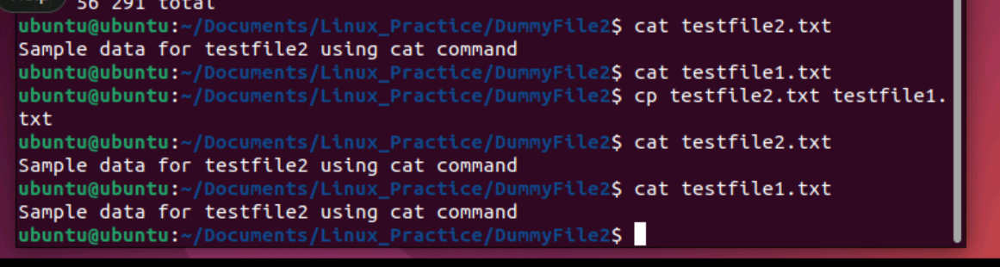 56 291 total
ubuntu@ubuntu:~/Documents/Linux_Practice/DummyFile2$ cat testfile2.txt
Sample data for testfile2 using cat command
ubuntu@ubuntu:~/Documents/Linux_Practice/DummyFile2$ cat testfile1.txt
ubuntu@ubuntu:~/Documents/Linux_Practice/DummyFile2$ cp testfile2.txt testfile1.
txt
ubuntu@ubuntu:~/Documents/Linux_Practice/DummyFile2$ cat testfile2.txt
Sample data for testfile2 using cat command
ubuntu@ubuntu:~/Documents/Linux_Practice/DummyFile2$ cat testfile1.txt
Sample data for testfile2 using cat command
ubuntu@ubuntu:~/Documents/Linux_Practice/DummyFile2$